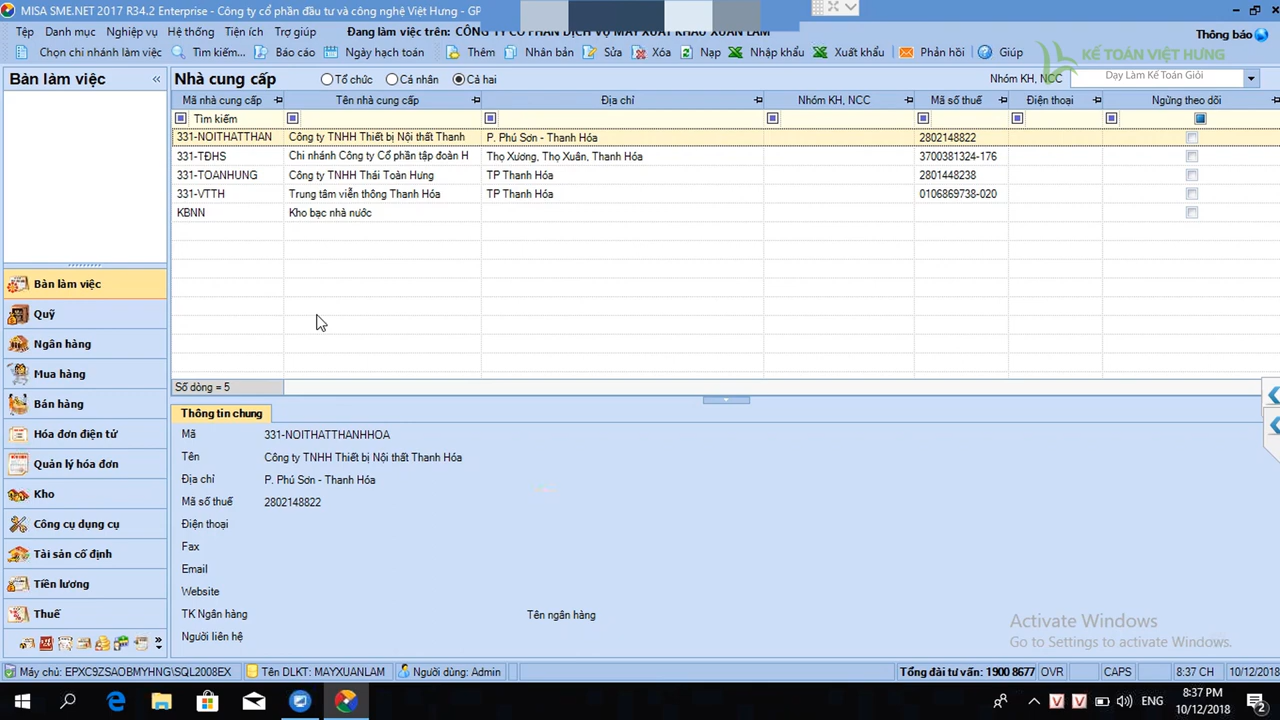 MISA SME.NET 2017 R34.2 Enterprise - Công ty cổ phần đầu tư và công nghệ Việt Hưng - GP
Tệp Danh mục Nghiệp vụ Hệ thống Tiện ích Trợ giúp Đang làm việc trên: CÔNG TY CỔ PHẦN DỊCH VỤ MAY XUẤT KHẨU XUÂN LAM Thông báo
Chọn chi nhánh làm việc Tìm kiếm... Báo cáo Ngày hạch toán Thêm Nhân bản Sửa Xóa Nạp Nhập khẩu Xuất khẩu Phản hồi Giúp
KẾ TOÁN VIỆT HƯNG
Dạy Làm Kế Toán Giỏi
Bàn làm việc
Nhà cung cấp Tổ chức Cá nhân Cả hai Nhóm KH, NCC
Mã nhà cung cấp Tên nhà cung cấp Địa chỉ Nhóm KH, NCC Mã số thuế Điện thoại Ngừng theo dõi
Tìm kiếm
331-NOITHATTHAN Công ty TNHH Thiết bị Nội thất Thanh P. Phú Sơn - Thanh Hóa 2802148822
331-TĐHS Chi nhánh Công ty Cổ phần tập đoàn H Thọ Xương, Thọ Xuân, Thanh Hóa 3700381324-176
331-TOANHUNG Công ty TNHH Thái Toàn Hưng TP Thanh Hóa 2801448238
331-VTTH Trung tâm viễn thông Thanh Hóa TP Thanh Hóa 0106869738-020
KBNN Kho bạc nhà nước
Số dòng = 5
Bàn làm việc
Quỹ
Ngân hàng
Mua hàng
Bán hàng
Hóa đơn điện tử
Quản lý hóa đơn
Kho
Công cụ dụng cụ
Tài sản cố định
Tiền lương
Thuế
Thông tin chung
Mã 331-NOITHATTHANHHOA
Tên Công ty TNHH Thiết bị Nội thất Thanh Hóa
Địa chỉ P. Phú Sơn - Thanh Hóa
Mã số thuế 2802148822
Điện thoại
Fax
Email
Website
TK Ngân hàng Tên ngân hàng
Người liên hệ
Activate Windows
Go to Settings to activate Windows.
Máy chủ: EPXC9ZSAOBMYHNG\SQL2008EX Tên DLKT: MAYXUANLAM Người dùng: Admin Tổng đài tư vấn: 1900 8677 OVR CAPS 8:37 CH 10/12/2018
ENG 8:37 PM
10/12/2018
2